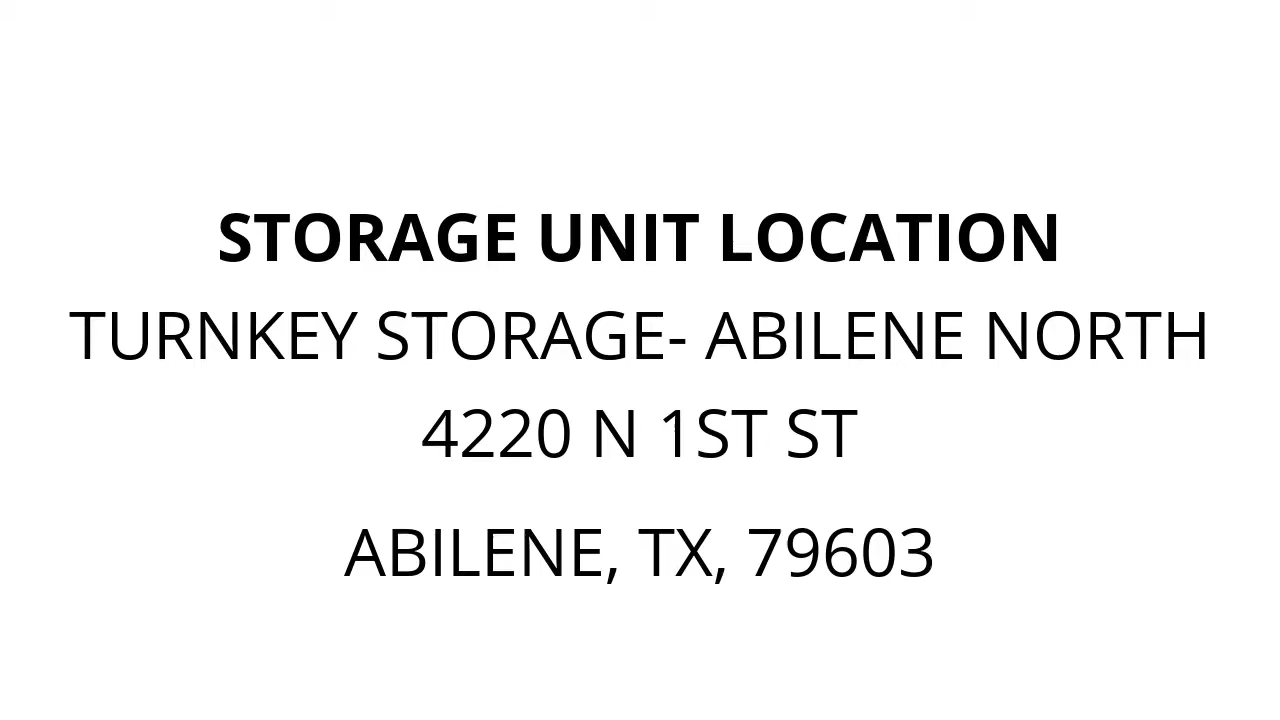 STORAGE UNIT LOCATION
TURNKEY STORAGE- ABILENE NORTH
4220 N 1ST ST
ABILENE, TX, 79603